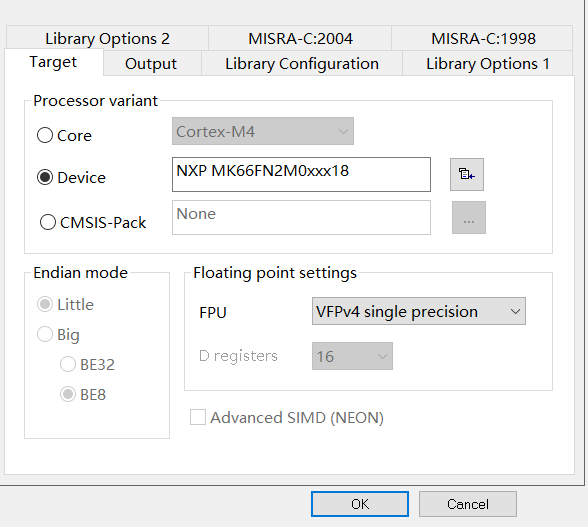 Library Options 2 MISRA-C:2004 MISRA-C:1998
Target Output Library Configuration Library Options 1
Processor variant
Core Cortex-M4
Device NXP MK66FN2M0xxx18
CMSIS-Pack None ...
Endian mode
Little
Big
BE32
BE8
Floating point settings
FPU VFPv4 single precision
D registers 16
Advanced SIMD (NEON)
OK Cancel